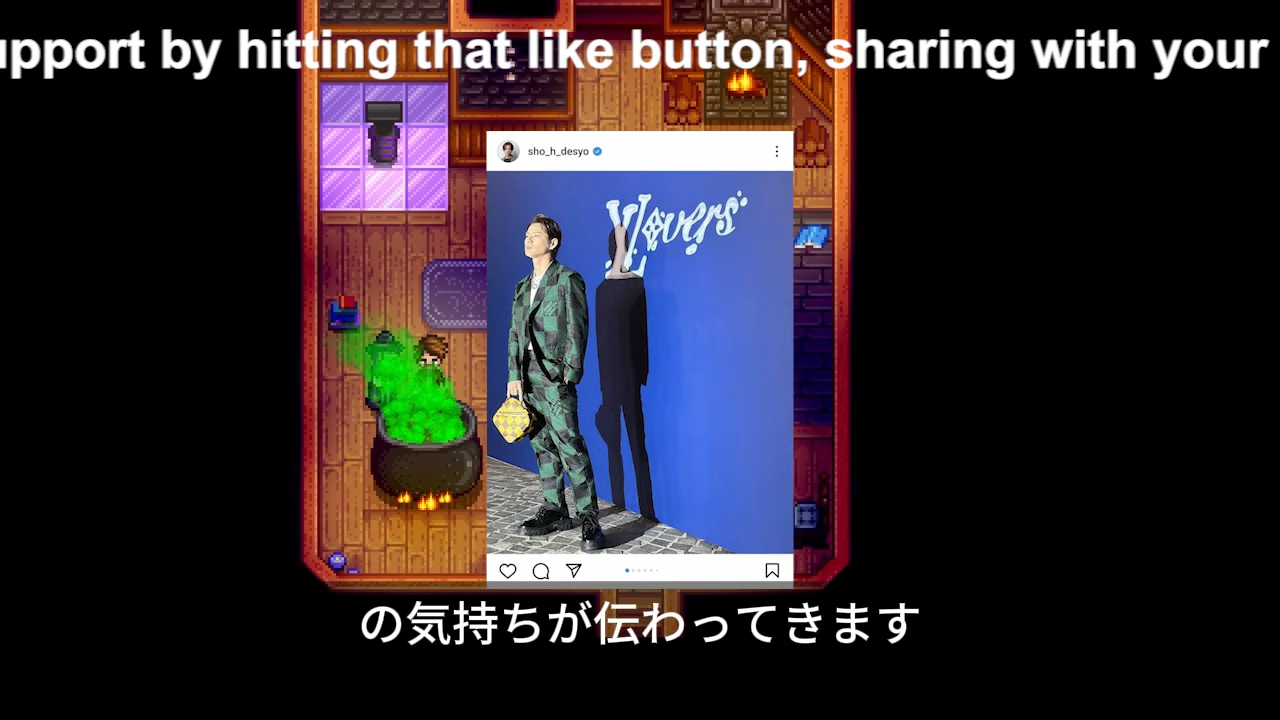 upport by hitting that like button, sharing with your
sho_h_desyo
Lovers
の気持ちが伝わってきます